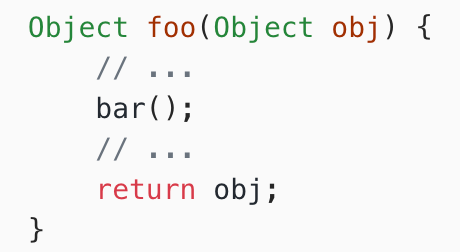 Object foo(Object obj) {
    // ...
    bar();
    // ...
    return obj;
}